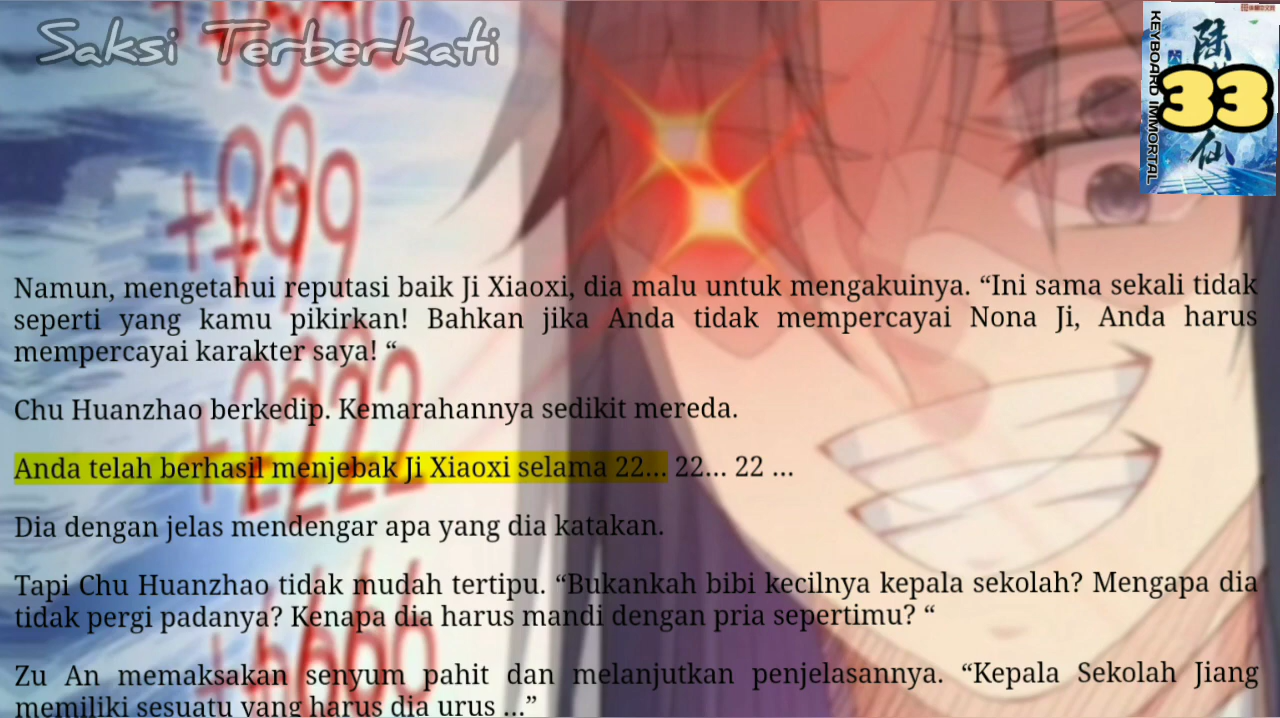 Saksi Terberkati
KEYBOARD IMMORTAL
陆
仙
33
+999
+2222
+666
Namun, mengetahui reputasi baik Ji Xiaoxi, dia malu untuk mengakuinya. “Ini sama sekali tidak
seperti yang kamu pikirkan! Bahkan jika Anda tidak mempercayai Nona Ji, Anda harus
mempercayai karakter saya! “
Chu Huanzhao berkedip. Kemarahannya sedikit mereda.
Anda telah berhasil menjebak Ji Xiaoxi selama 22… 22… 22 …
Dia dengan jelas mendengar apa yang dia katakan.
Tapi Chu Huanzhao tidak mudah tertipu. “Bukankah bibi kecilnya kepala sekolah? Mengapa dia
tidak pergi padanya? Kenapa dia harus mandi dengan pria sepertimu? “
Zu An memaksakan senyum pahit dan melanjutkan penjelasannya. “Kepala Sekolah Jiang
memiliki sesuatu yang harus dia urus …”